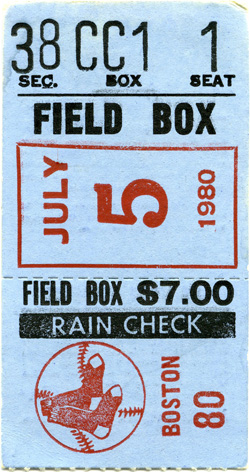 38 CC1 1
SEC. BOX SEAT
FIELD BOX
JULY 5 1980
FIELD BOX $7.00
RAIN CHECK
BOSTON 80